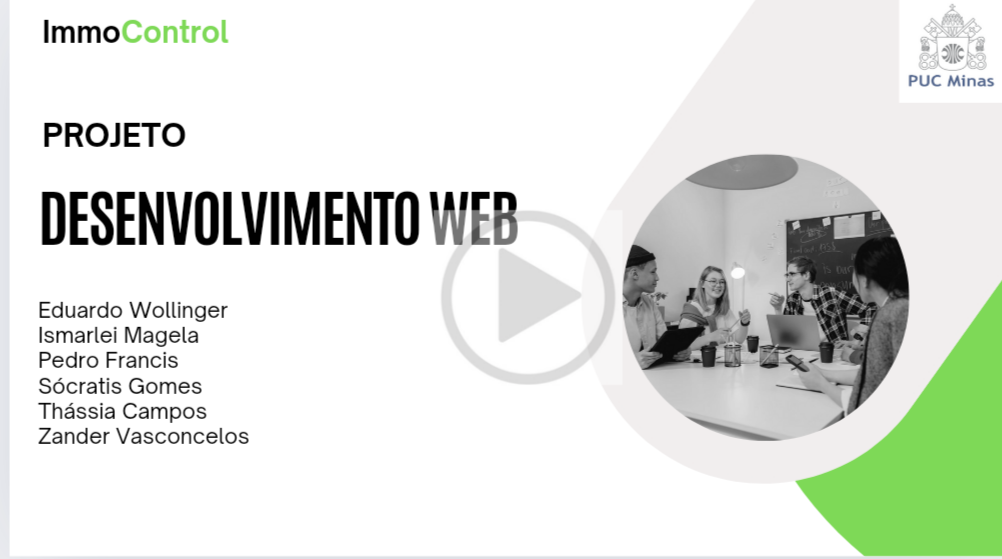 ImmoControl
PUC Minas
PROJETO
DESENVOLVIMENTO WEB
Eduardo Wollinger
Ismarlei Magela
Pedro Francis
Sócratis Gomes
Thássia Campos
Zander Vasconcelos